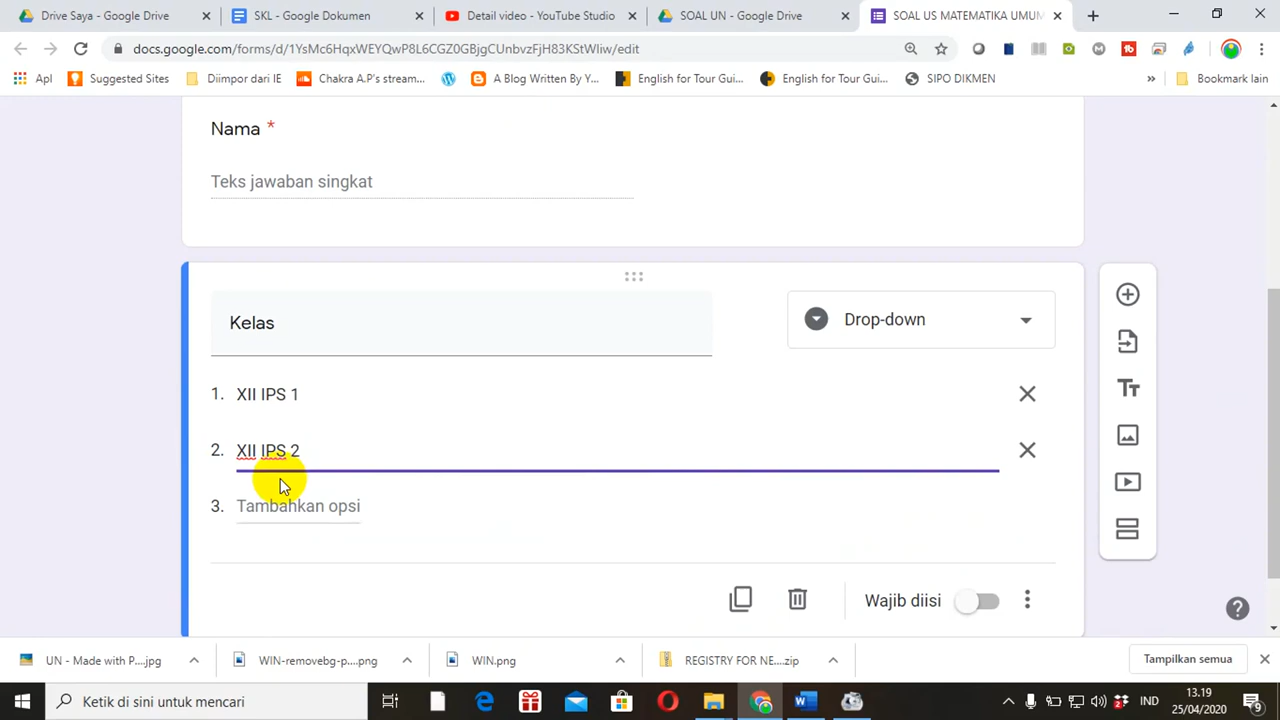 Drive Saya - Google Drive
SKL - Google Dokumen
Detail video - YouTube Studio
SOAL UN - Google Drive
SOAL US MATEMATIKA UMUM
docs.google.com/forms/d/1YsMc6HqxWEYQwP8L6CGZ0GBjgCUnbvzFjH83KStWliw/edit
Apl
Suggested Sites
Diimpor dari IE
Chakra A.P's stream...
A Blog Written By Y...
English for Tour Gui...
English for Tour Gui...
SIPO DIKMEN
»
Bookmark lain
Nama *
Teks jawaban singkat
Kelas
Drop-down
1. XII IPS 1
2. XII IPS 2
3. Tambahkan opsi
Wajib diisi
UN - Made with P....jpg
WIN-removebg-p....png
WIN.png
REGISTRY FOR NE....zip
Tampilkan semua
Ketik di sini untuk mencari
IND
13.19
25/04/2020
9